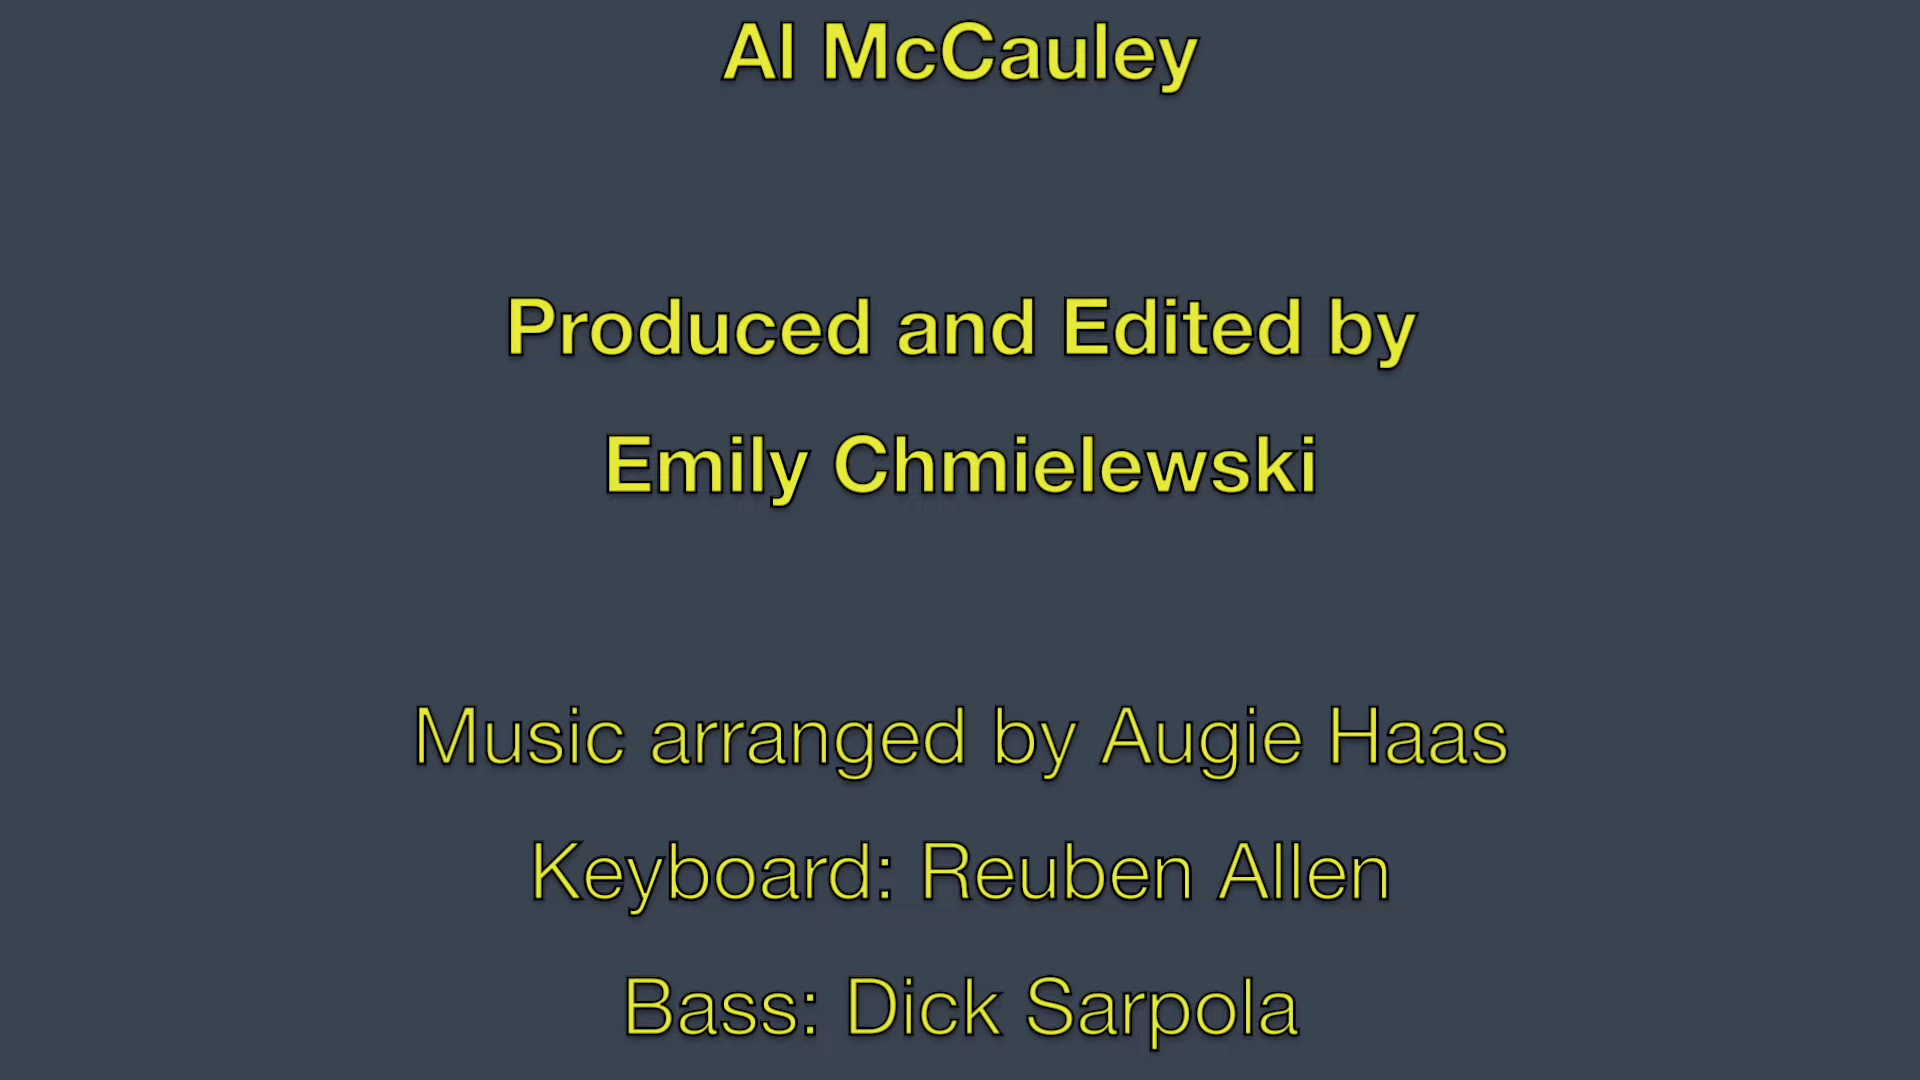 Al McCauley
Produced and Edited by
Emily Chmielewski
Music arranged by Augie Haas
Keyboard: Reuben Allen
Bass: Dick Sarpola